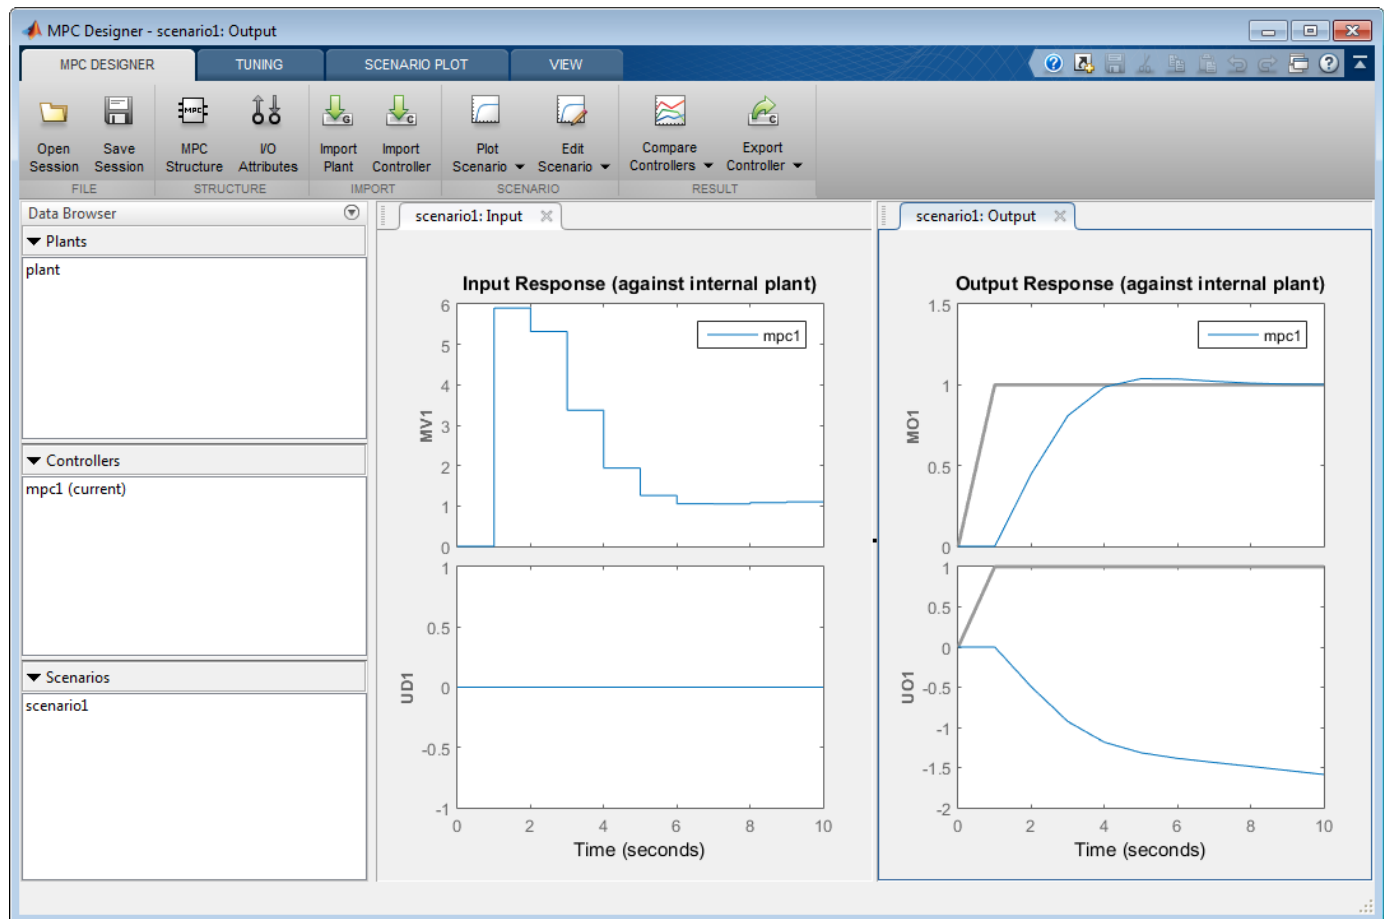 MPC Designer - scenario1: Output
MPC DESIGNER TUNING SCENARIO PLOT VIEW
MPC G C C
Open Session Save Session MPC Structure I/O Attributes Import Plant Import Controller Plot Scenario Edit Scenario Compare Controllers Export Controller
FILE STRUCTURE IMPORT SCENARIO RESULT
Data Browser
Plants
plant
Controllers
mpc1 (current)
Scenarios
scenario1
scenario1: Input
Input Response (against internal plant)
mpc1
MV1
6
5
4
3
2
1
0
UD1
1
0.5
0
-0.5
-1
0 2 4 6 8 10
Time (seconds)
scenario1: Output
Output Response (against internal plant)
mpc1
MO1
1.5
1
0.5
0
UO1
1
0.5
0
-0.5
-1
-1.5
-2
0 2 4 6 8 10
Time (seconds)